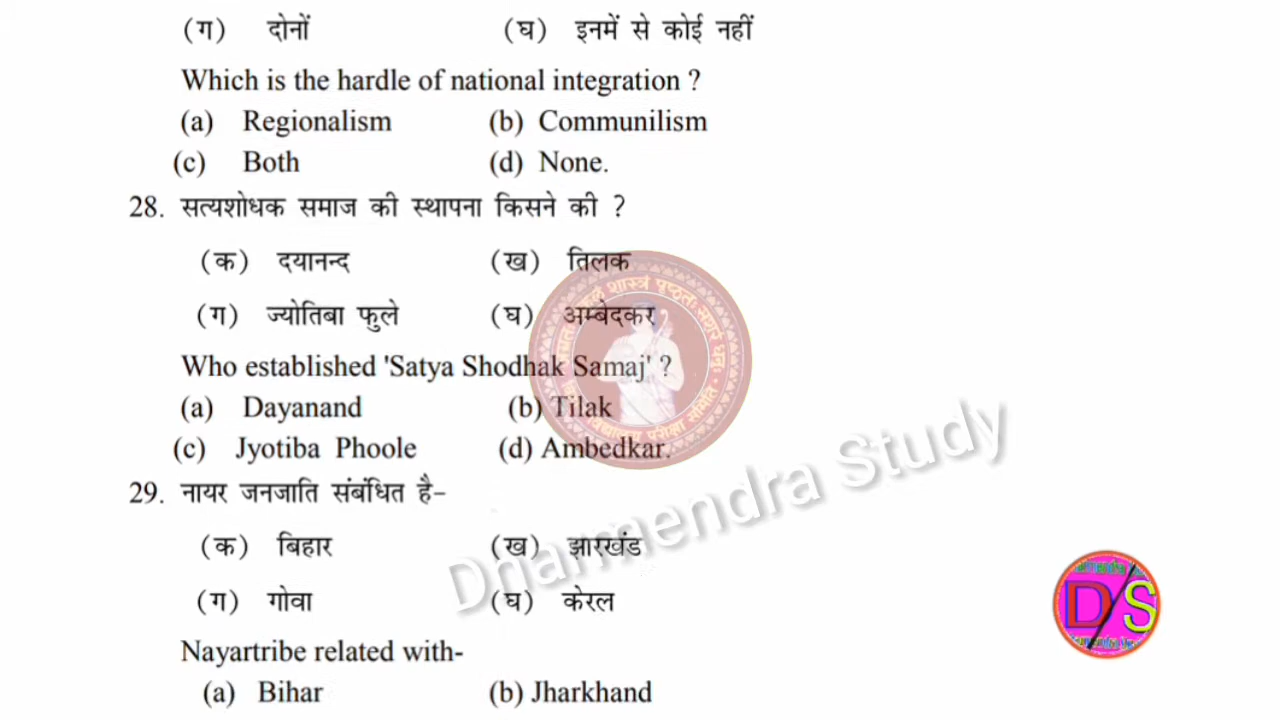 (ग) दोनों (घ) इनमें से कोई नहीं
Which is the hardle of national integration ?
(a) Regionalism (b) Communilism
(c) Both (d) None.
28. सत्यशोधक समाज की स्थापना किसने की ?
(क) दयानन्द (ख) तिलक
(ग) ज्योतिबा फुले (घ) अम्बेदकर
Who established 'Satya Shodhak Samaj' ?
(a) Dayanand (b) Tilak
(c) Jyotiba Phoole (d) Ambedkar.
Dharmendra Study
29. नायर जनजाति संबंधित है-
(क) बिहार (ख) झारखंड
(ग) गोवा (घ) केरल
D/S
Nayartribe related with-
(a) Bihar (b) Jharkhand